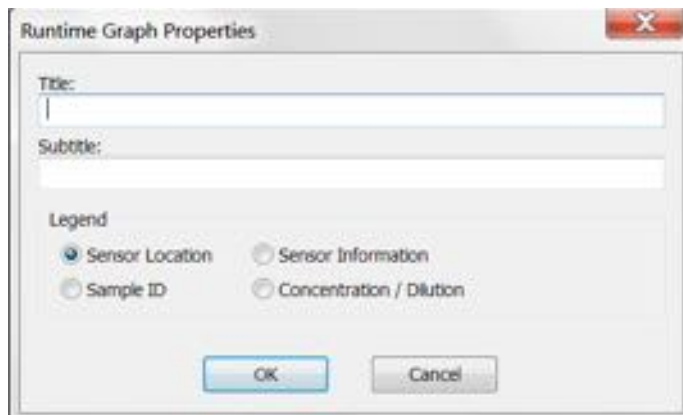 Runtime Graph Properties
Title:
Subtitle:
Legend
Sensor Location Sensor Information
Sample ID Concentration / Dilution
OK Cancel